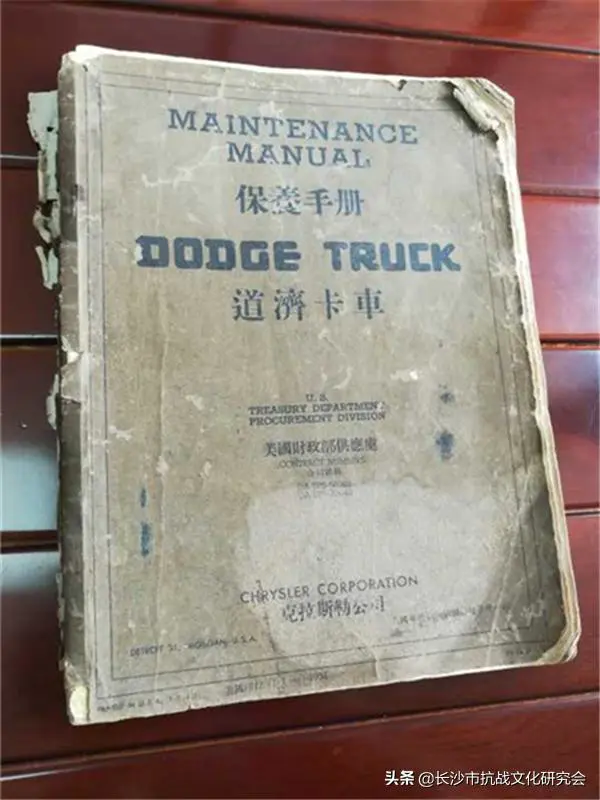 MAINTENANCE
MANUAL
保養手册
DODGE TRUCK
道濟卡車
U. S.
TREASURY DEPARTMENT
PROCUREMENT DIVISION
美國財政部供應處
CONTRACT NUMBERS
CHRYSLER CORPORATION
克拉斯勒公司
DETROIT 31, MICHIGAN, U.S.A.
头条 @长沙市抗战文化研究会